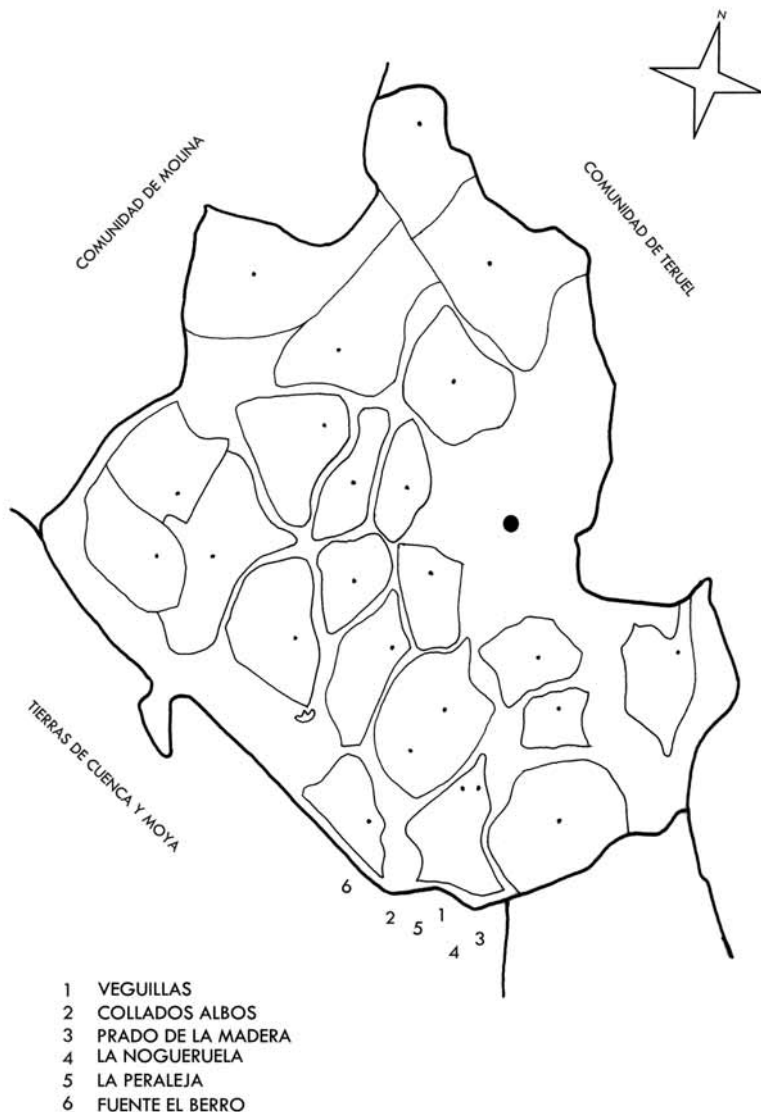 N
COMUNIDAD DE MOLINA
COMUNIDAD DE TERUEL
TIERRAS DE CUENCA Y MOYA
6
2
5
1
4
3
1 VEGUILLAS
2 COLLADOS ALBOS
3 PRADO DE LA MADERA
4 LA NOGUERUELA
5 LA PERALEJA
6 FUENTE EL BERRO